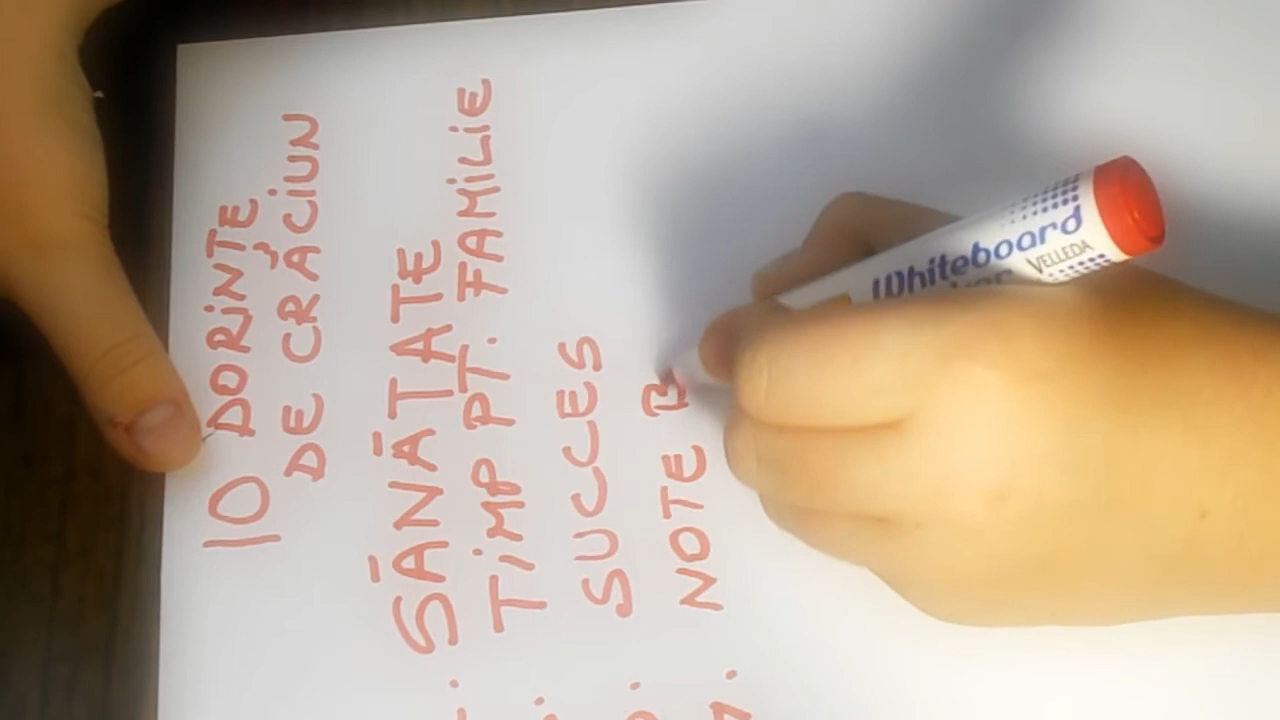 10 DORINȚE
DE CRĂCIUN
SĂNĂTATE
TiMP PT. FAMiLiE
SUCCES
NOTE B
Whiteboard
VELLEDA